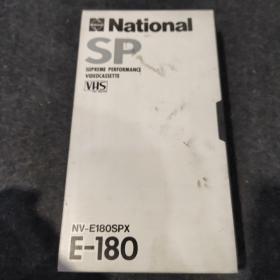 National
SP
SUPREME PERFORMANCE
VIDEOCASSETTE
VHS
NV-E180SPX
E-180